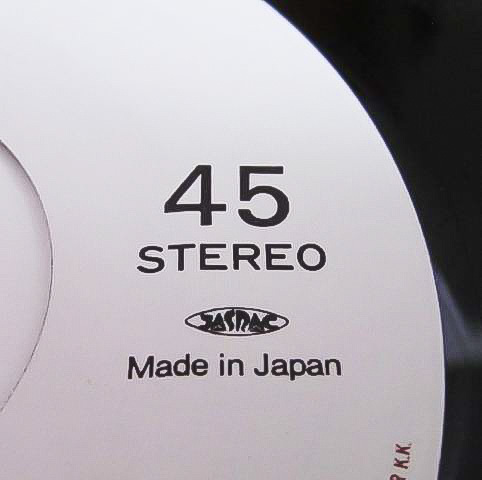 45
STEREO
JASRAC
Made in Japan
R K.K.